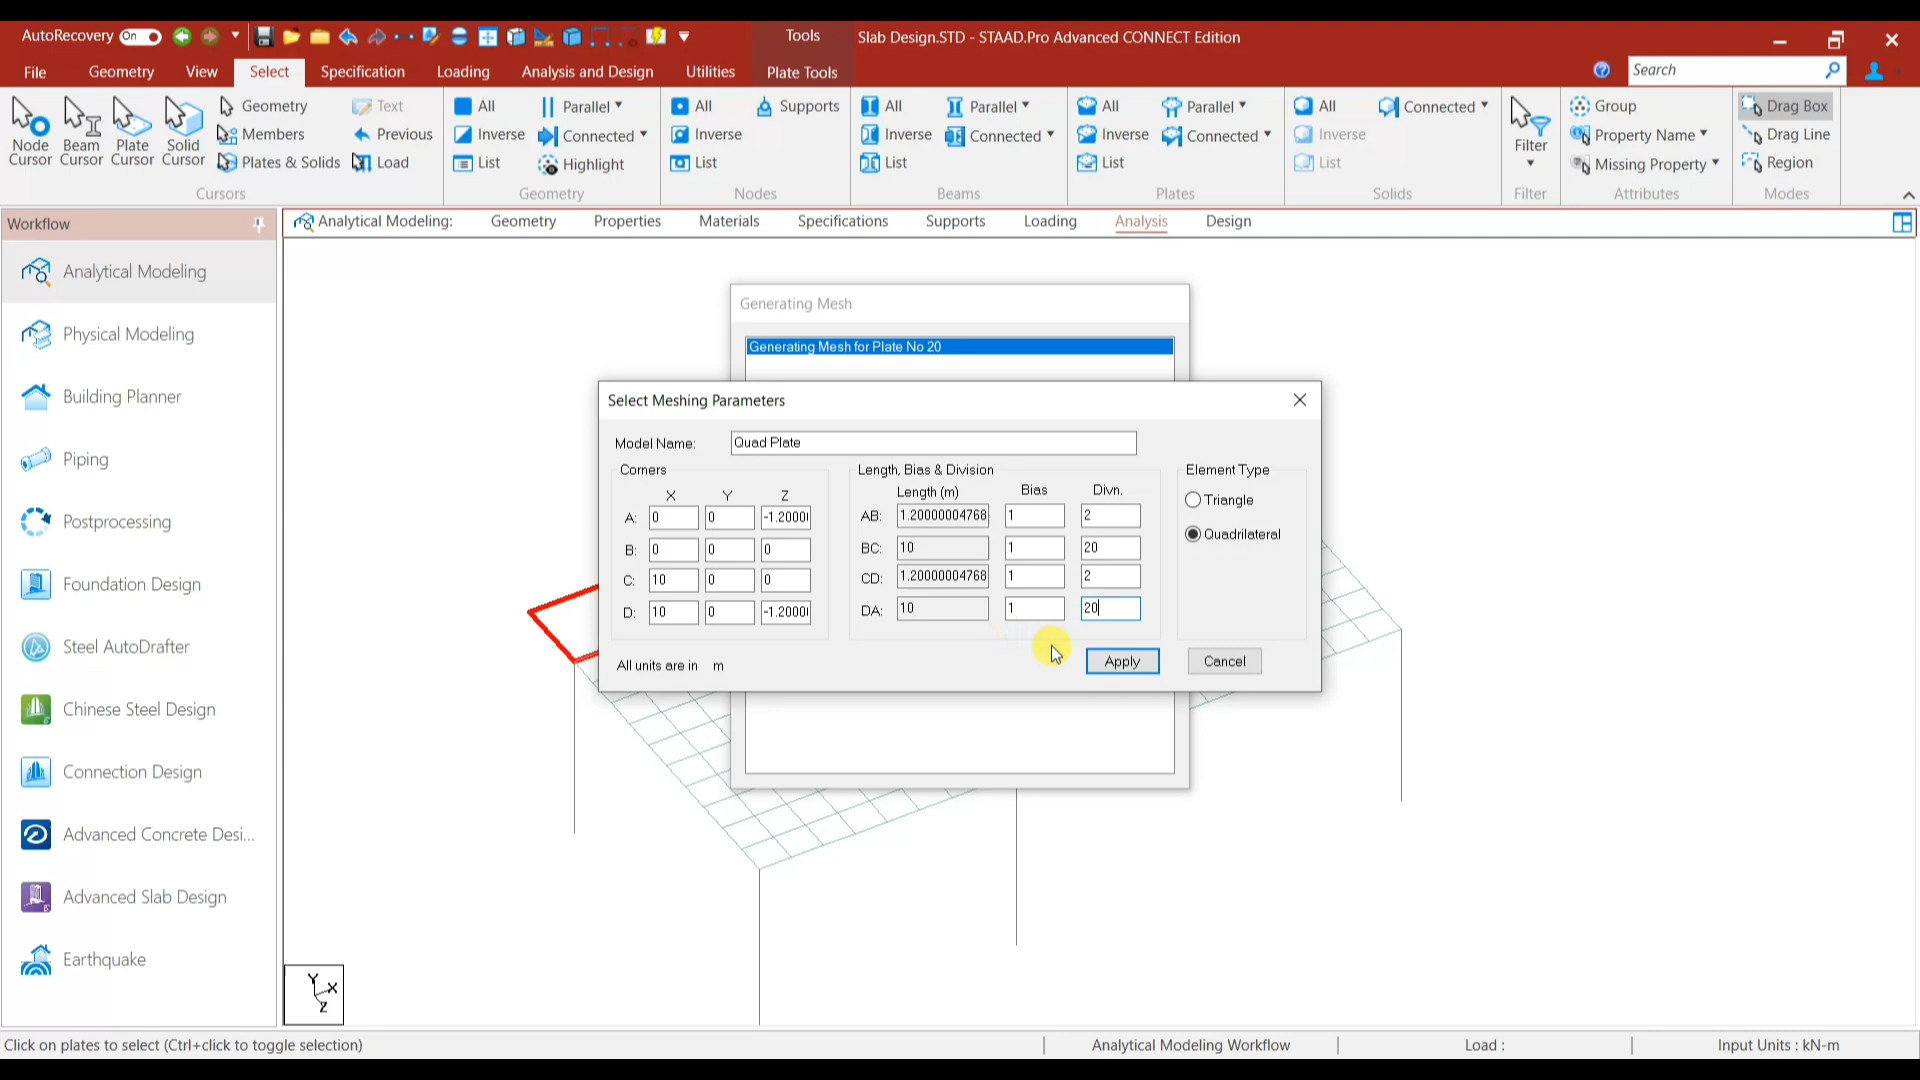 AutoRecovery On
Tools
Slab Design.STD - STAAD.Pro Advanced CONNECT Edition
File Geometry View Select Specification Loading Analysis and Design Utilities Plate Tools
Search
Node Cursor
Beam Cursor
Plate Cursor
Solid Cursor
Geometry
Members
Plates & Solids
Text
Previous
Load
Cursors
All
Inverse
List
Parallel
Connected
Highlight
Geometry
All
Inverse
List
Supports
Nodes
All
Inverse
List
Parallel
Connected
Beams
All
Inverse
List
Parallel
Connected
Plates
All
Inverse
List
Connected
Solids
Filter
Filter
Group
Property Name
Missing Property
Attributes
Drag Box
Drag Line
Region
Modes
Workflow
Analytical Modeling: Geometry Properties Materials Specifications Supports Loading Analysis Design
Analytical Modeling
Physical Modeling
Building Planner
Piping
Postprocessing
Foundation Design
Steel AutoDrafter
Chinese Steel Design
Connection Design
Advanced Concrete Desi...
Advanced Slab Design
Earthquake
Generating Mesh
Generating Mesh for Plate No 20
Select Meshing Parameters
Model Name: Quad Plate
Corners
X Y Z
A: 0 0 -1.2000
B: 0 0 0
C: 10 0 0
D: 10 0 -1.2000
Length, Bias & Division
Length (m) Bias Divn.
AB: 1.20000004768 1 2
BC: 10 1 20
CD: 1.20000004768 1 2
DA: 10 1 20
Element Type
Triangle
Quadrilateral
All units are in m
Apply
Cancel
Y
X
Z
Click on plates to select (Ctrl+click to toggle selection)
Analytical Modeling Workflow
Load :
Input Units : kN-m